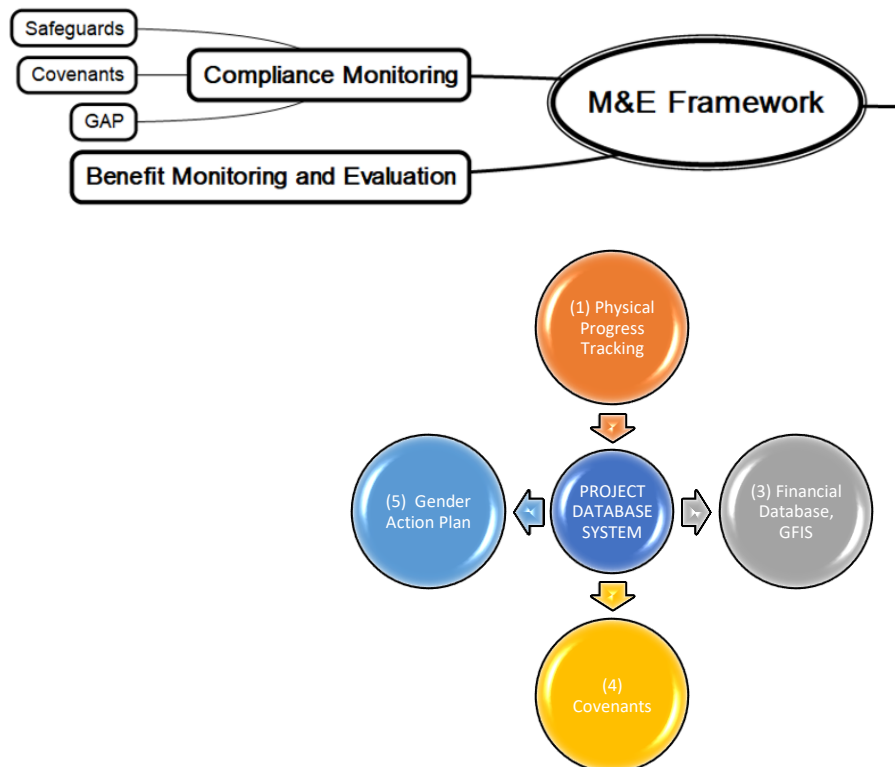 Safeguards
Covenants
GAP
Compliance Monitoring
Benefit Monitoring and Evaluation
M&E Framework
(1) Physical
Progress
Tracking
(5) Gender
Action Plan
PROJECT
DATABASE
SYSTEM
(3) Financial
Database,
GFIS
(4)
Covenants